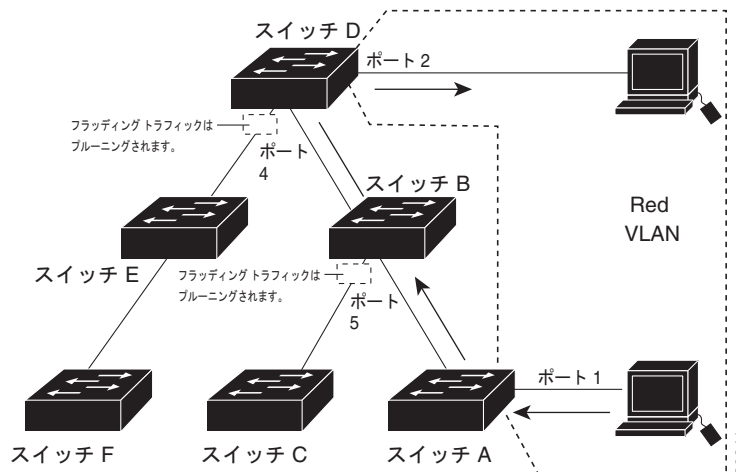 スイッチ D
ポート 2
フラッディング トラフィックは
プルーニングされます。
ポート
4
スイッチ B
Red
VLAN
スイッチ E
フラッディング トラフィックは
プルーニングされます。
ポート
5
ポート 1
スイッチ F
スイッチ C
スイッチ A